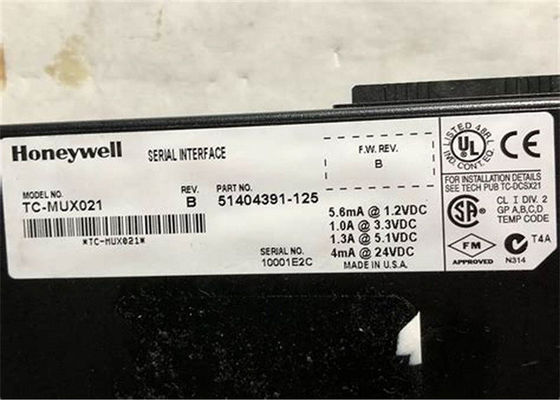 Honeywell SERIAL INTERFACE
F.W. REV.
B
MODEL NO.
TC-MUX021
REV.
B
PART NO.
51404391-125
*TC-MUX021*
SERIAL NO.
10001E2C
5.6mA @ 1.2VDC
1.0A @ 3.3VDC
1.3A @ 5.1VDC
4mA @ 24VDC
MADE IN U.S.A.
LISTED 48RL
UL
IND.CONT.EQ.
CE
FOR INSTALLATION DETAILS
SEE TECH PUB TC-DCSX21
SA
CL I DIV. 2
GP A,B,C,D
TEMP CODE
T4A
FM
APPROVED
N314